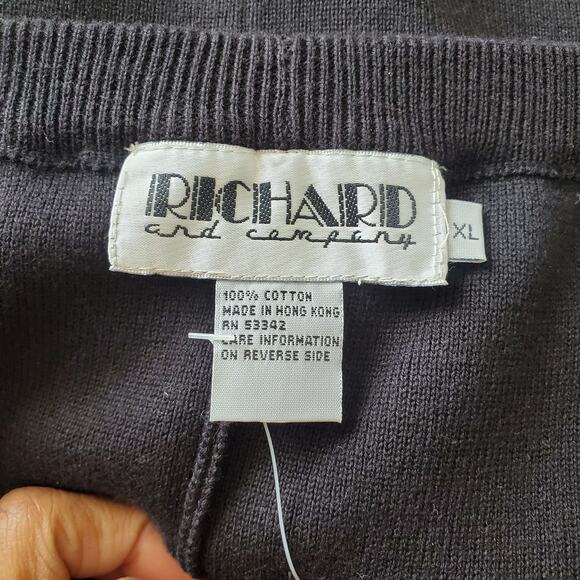 RICHARD
and company
XL
100% COTTON
MADE IN HONG KONG
RN 53342
CARE INFORMATION
ON REVERSE SIDE